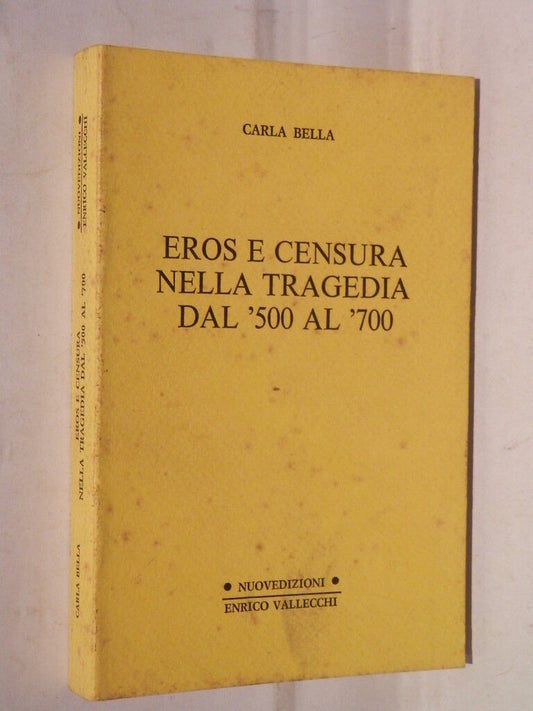 CARLA BELLA
EROS E CENSURA
NELLA TRAGEDIA
DAL '500 AL '700
• NUOVEDIZIONI •
ENRICO VALLECCHI
CARLA BELLA
EROS E CENSURA
NELLA TRAGEDIA DAL '500 AL '700
• NUOVEDIZIONI •
ENRICO VALLECCHI